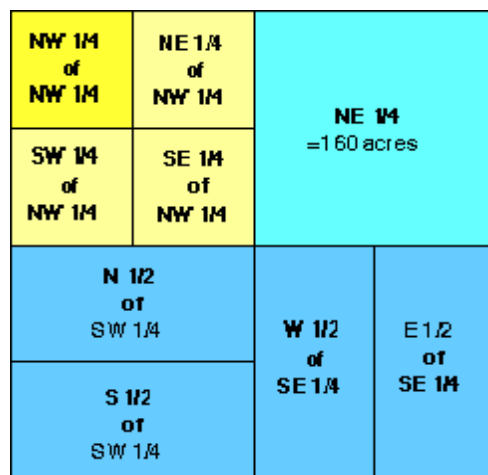 NW 1/4
of
NW 1/4
NE 1/4
of
NW 1/4
NE 1/4
=160 acres
SW 1/4
of
NW 1/4
SE 1/4
of
NW 1/4
N 1/2
of
SW 1/4
W 1/2
of
SE 1/4
E 1/2
of
SE 1/4
S 1/2
of
SW 1/4